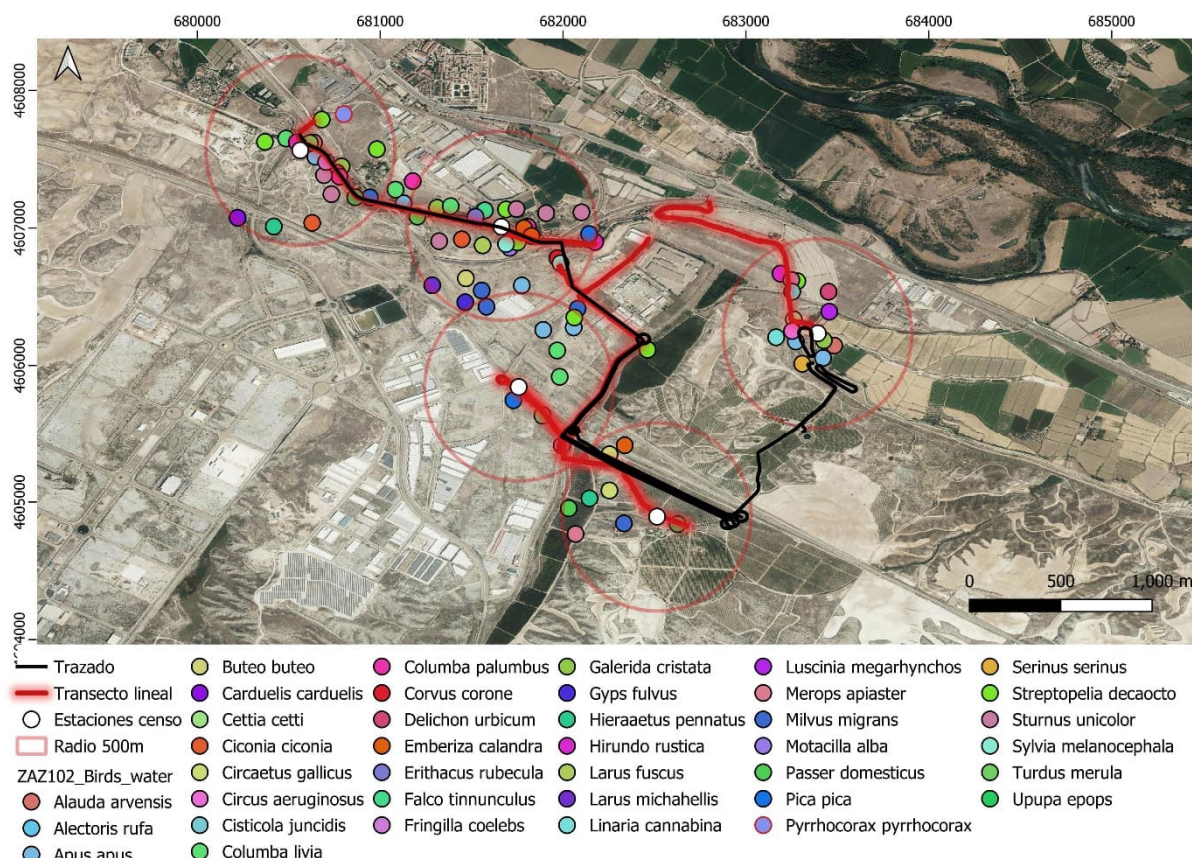 680000
681000
682000
683000
684000
685000
4608000
4607000
4606000
4605000
0
500
1,000 m
Trazado
Transecto lineal
Estaciones censo
Radio 500m
ZAZ102_Birds_water
Alauda arvensis
Alectoris rufa
Apus apus
Buteo buteo
Carduelis carduelis
Cettia cetti
Ciconia ciconia
Circaetus gallicus
Circus aeruginosus
Cisticola juncidis
Columba livia
Columba palumbus
Corvus corone
Delichon urbicum
Emberiza calandra
Erithacus rubecula
Falco tinnunculus
Fringilla coelebs
Galerida cristata
Gyps fulvus
Hieraaetus pennatus
Hirundo rustica
Larus fuscus
Larus michahellis
Linaria cannabina
Luscinia megarhynchos
Merops apiaster
Milvus migrans
Motacilla alba
Passer domesticus
Pica pica
Pyrrhocorax pyrrhocorax
Serinus serinus
Streptopelia decaocto
Sturnus unicolor
Sylvia melanocephala
Turdus merula
Upupa epops